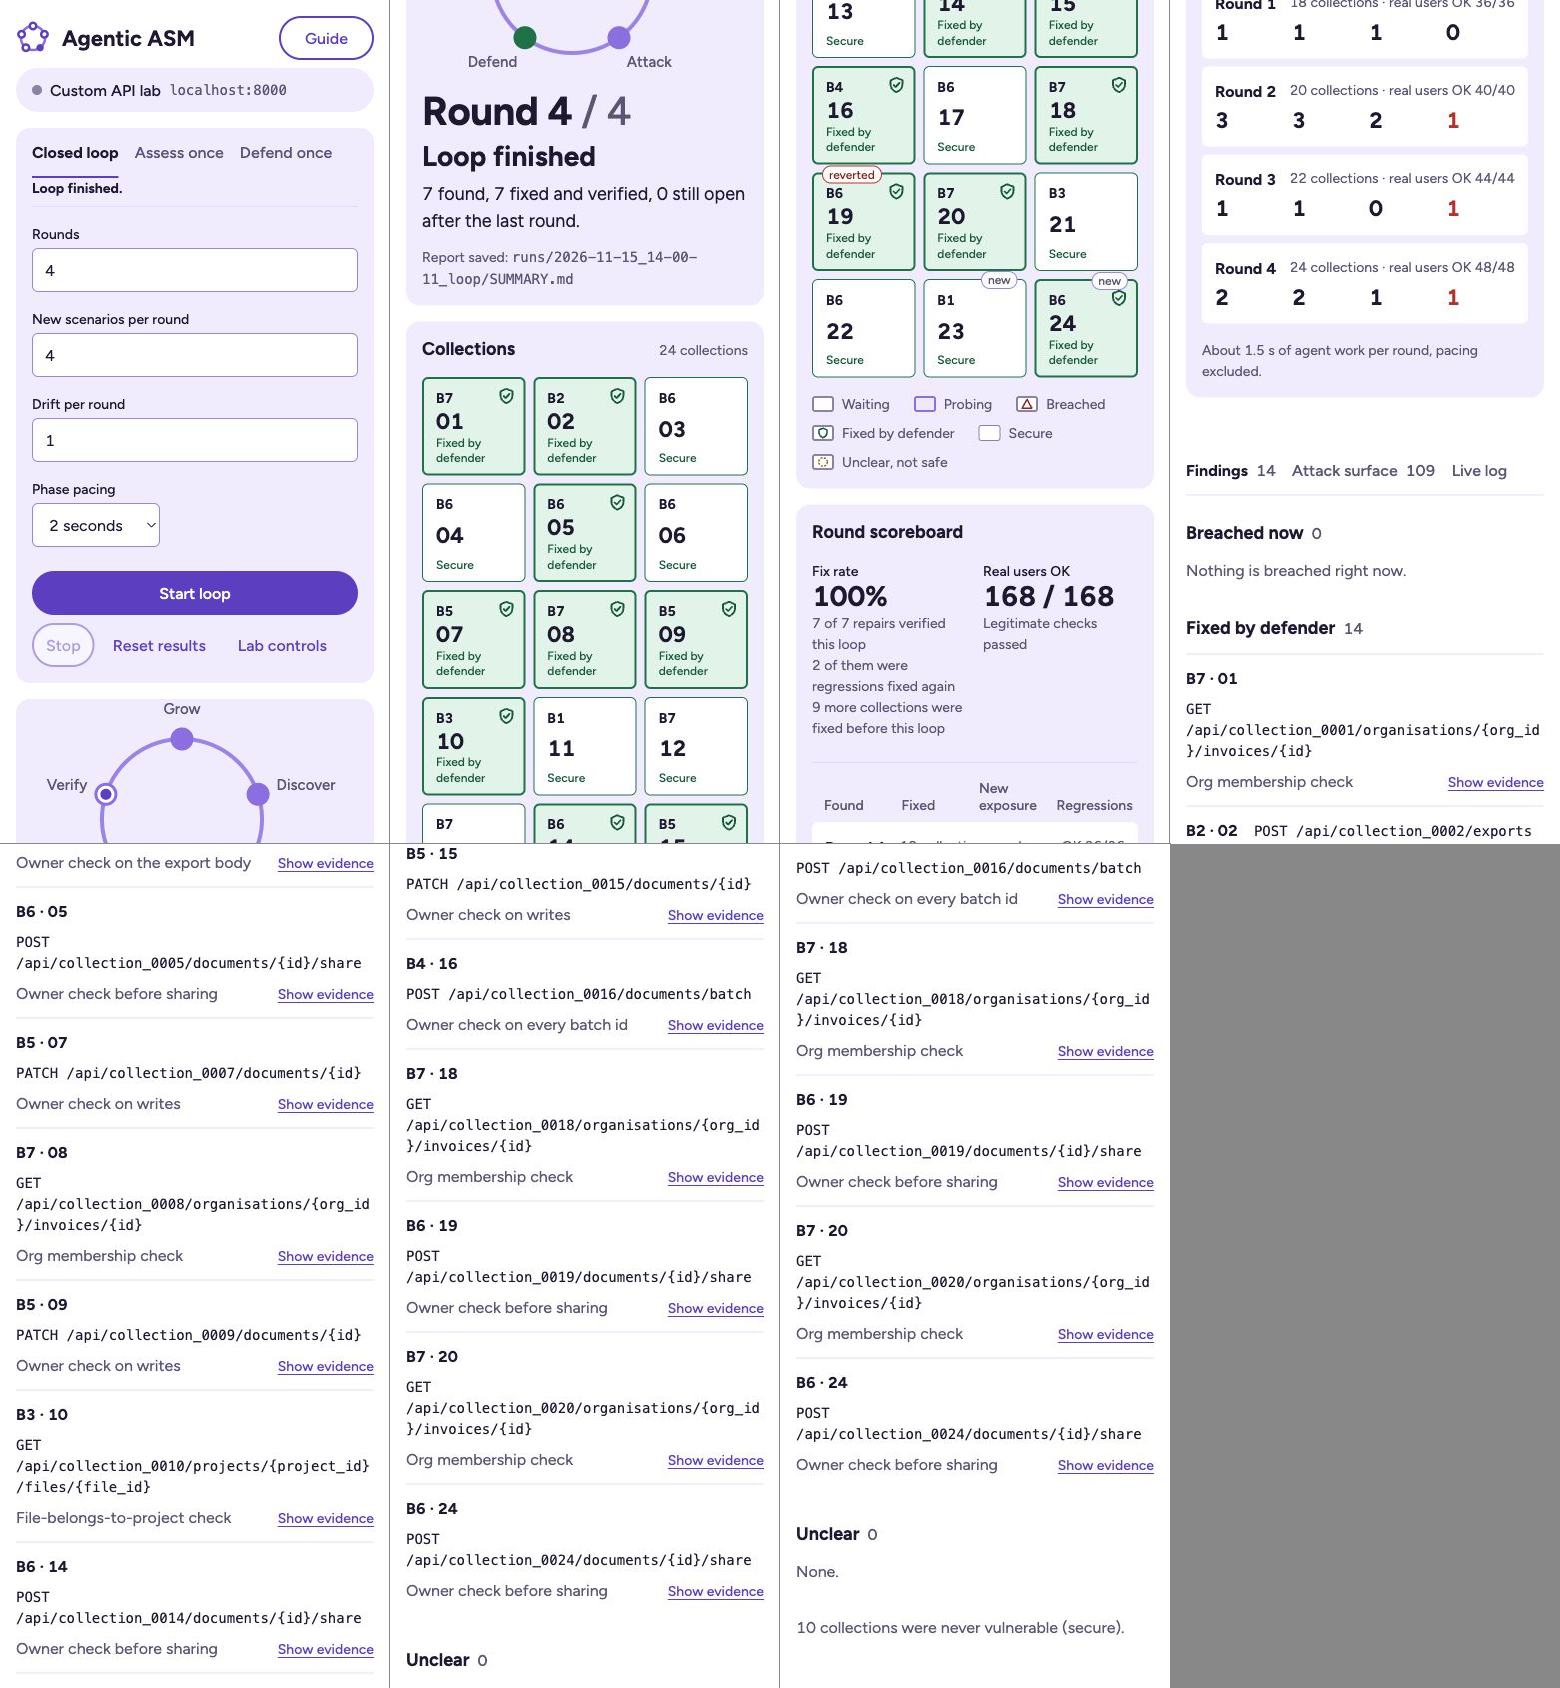 Agentic ASM
Guide
Custom API lab localhost:8000
Closed loop Assess once Defend once
Loop finished.
Rounds
4
New scenarios per round
4
Drift per round
1
Phase pacing
2 seconds
Start loop
Stop Reset results Lab controls
Grow
Verify Discover
Defend Attack
Round 4 / 4
Loop finished
7 found, 7 fixed and verified, 0 still open
after the last round.
Report saved: runs/2026-11-15_14-00-
11_loop/SUMMARY.md
Collections 24 collections
B7 B2 B6
01 02 03
Fixed by
defender
Fixed by
defender
Secure
B6 B6 B6
04 05 06
Secure
Fixed by
defender
Secure
B5 B7 B5
07 08 09
Fixed by
defender
Fixed by
defender
Fixed by
defender
B3 B1 B7
10 11 12
Fixed by
defender
Secure
Secure
B7 B6 B5
14 15
13 14 15
Secure
Fixed by
defender
Fixed by
defender
B4 B6 B7
16 17 18
Fixed by
defender
Secure
Fixed by
defender
reverted
B6 B7 B3
19 20 21
Fixed by
defender
Fixed by
defender
Secure
new new
B6 B1 B6
22 23 24
Secure
Secure
Fixed by
defender
Waiting Probing Breached
Fixed by defender Secure
Unclear, not safe
Round scoreboard
Fix rate
100%
7 of 7 repairs verified
this loop
2 of them were
regressions fixed again
9 more collections were
fixed before this loop
Real users OK
168 / 168
Legitimate checks
passed
Found Fixed New
exposure Regressions
Round 1 18 collections · real users OK 36/36
1 1 1 0
Round 2 20 collections · real users OK 40/40
3 3 2 1
Round 3 22 collections · real users OK 44/44
1 1 0 1
Round 4 24 collections · real users OK 48/48
2 2 1 1
About 1.5 s of agent work per round, pacing
excluded.
Findings 14 Attack surface 109 Live log
Breached now 0
Nothing is breached right now.
Fixed by defender 14
B7 · 01
GET
/api/collection_0001/organisations/{org_id
}/invoices/{id}
Org membership check Show evidence
B2 · 02 POST /api/collection_0002/exports
Owner check on the export body Show evidence
B6 · 05
POST
/api/collection_0005/documents/{id}/share
Owner check before sharing Show evidence
B5 · 07
PATCH /api/collection_0007/documents/{id}
Owner check on writes Show evidence
B7 · 08
GET
/api/collection_0008/organisations/{org_id
}/invoices/{id}
Org membership check Show evidence
B5 · 09
PATCH /api/collection_0009/documents/{id}
Owner check on writes Show evidence
B3 · 10
GET
/api/collection_0010/projects/{project_id}
/files/{file_id}
File-belongs-to-project check Show evidence
B6 · 14
POST
/api/collection_0014/documents/{id}/share
Owner check before sharing Show evidence
B5 · 15
PATCH /api/collection_0015/documents/{id}
Owner check on writes Show evidence
B4 · 16
POST /api/collection_0016/documents/batch
Owner check on every batch id Show evidence
B7 · 18
GET
/api/collection_0018/organisations/{org_id
}/invoices/{id}
Org membership check Show evidence
B6 · 19
POST
/api/collection_0019/documents/{id}/share
Owner check before sharing Show evidence
B7 · 20
GET
/api/collection_0020/organisations/{org_id
}/invoices/{id}
Org membership check Show evidence
B6 · 24
POST
/api/collection_0024/documents/{id}/share
Owner check before sharing Show evidence
Unclear 0
POST /api/collection_0016/documents/batch
Owner check on every batch id Show evidence
B7 · 18
GET
/api/collection_0018/organisations/{org_id
}/invoices/{id}
Org membership check Show evidence
B6 · 19
POST
/api/collection_0019/documents/{id}/share
Owner check before sharing Show evidence
B7 · 20
GET
/api/collection_0020/organisations/{org_id
}/invoices/{id}
Org membership check Show evidence
B6 · 24
POST
/api/collection_0024/documents/{id}/share
Owner check before sharing Show evidence
Unclear 0
None.
10 collections were never vulnerable (secure).